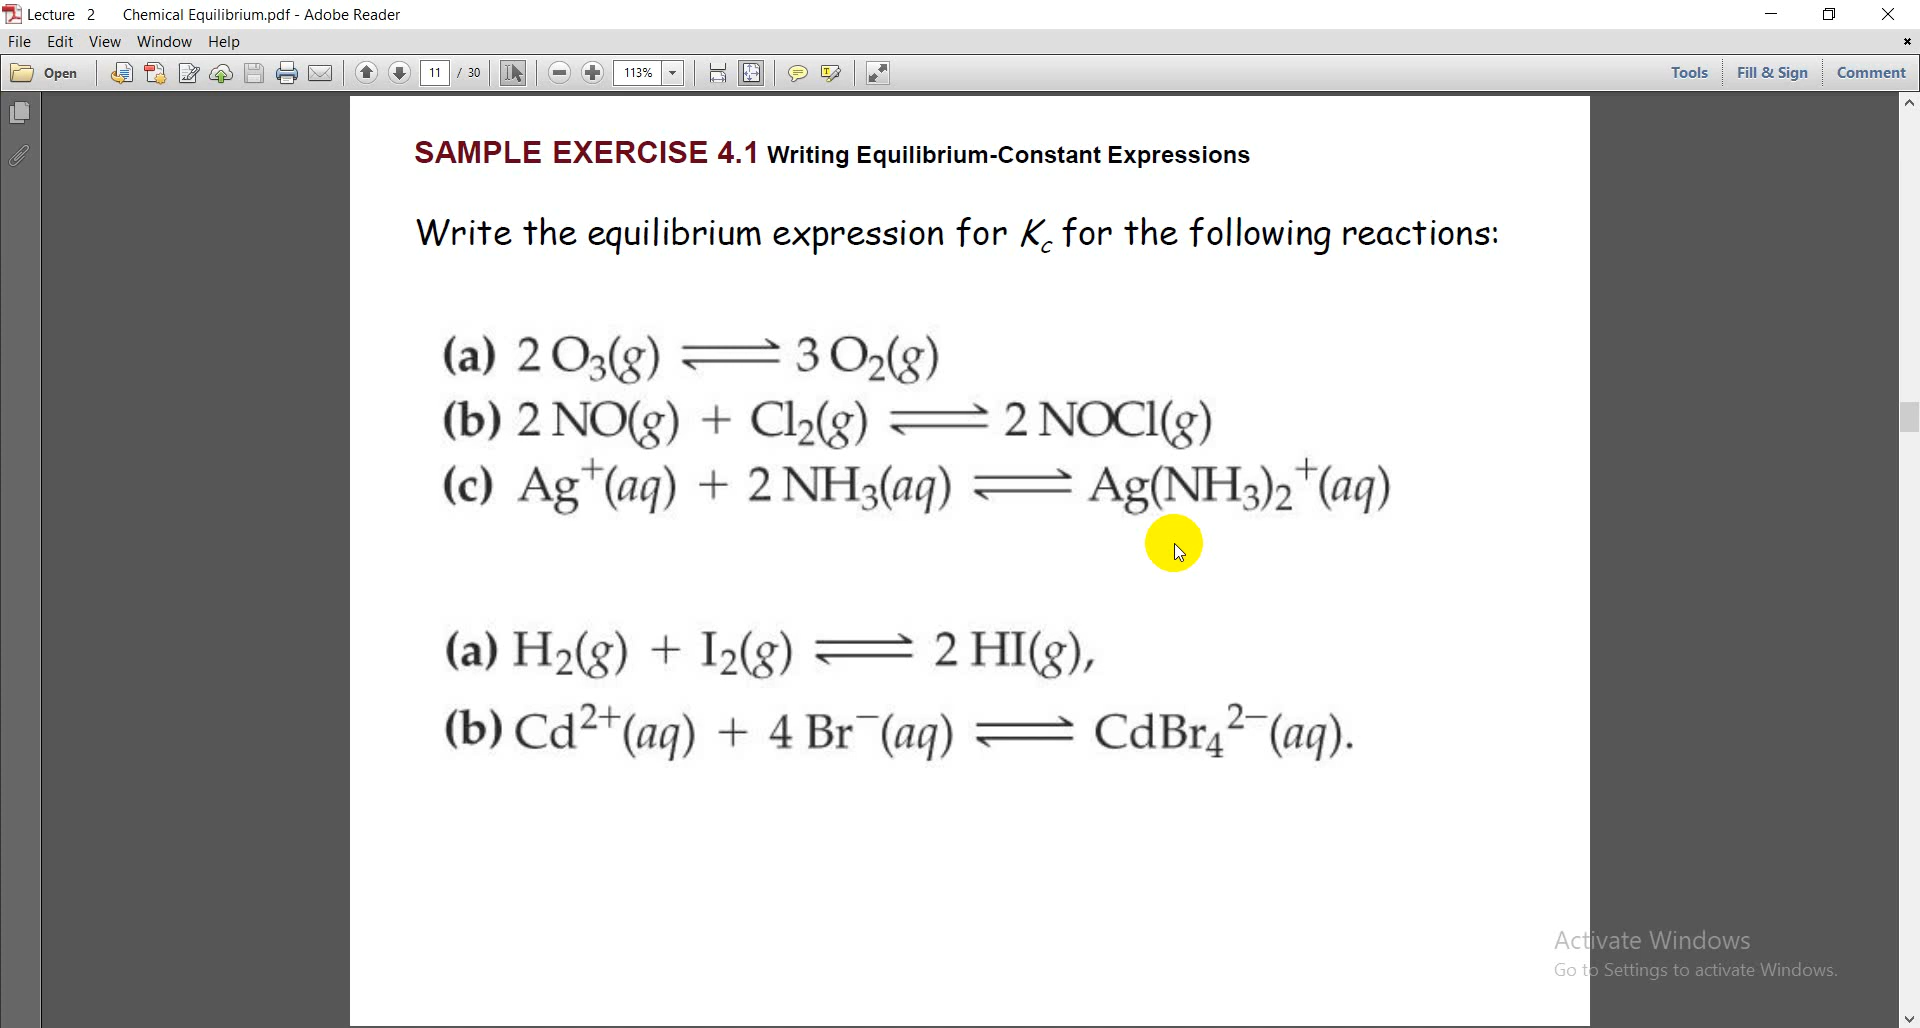 Lecture 2 Chemical Equilibrium.pdf - Adobe Reader
File Edit View Window Help
Open 11 / 30 113% Tools Fill & Sign Comment
SAMPLE EXERCISE 4.1 Writing Equilibrium-Constant Expressions
Write the equilibrium expression for K꜀ for the following reactions:
(a) 2 O₃(g) ⇌ 3 O₂(g)
(b) 2 NO(g) + Cl₂(g) ⇌ 2 NOCl(g)
(c) Ag⁺(aq) + 2 NH₃(aq) ⇌ Ag(NH₃)₂⁺(aq)
(a) H₂(g) + I₂(g) ⇌ 2 HI(g),
(b) Cd²⁺(aq) + 4 Br⁻(aq) ⇌ CdBr₄²⁻(aq).
Activate Windows
Go to Settings to activate Windows.